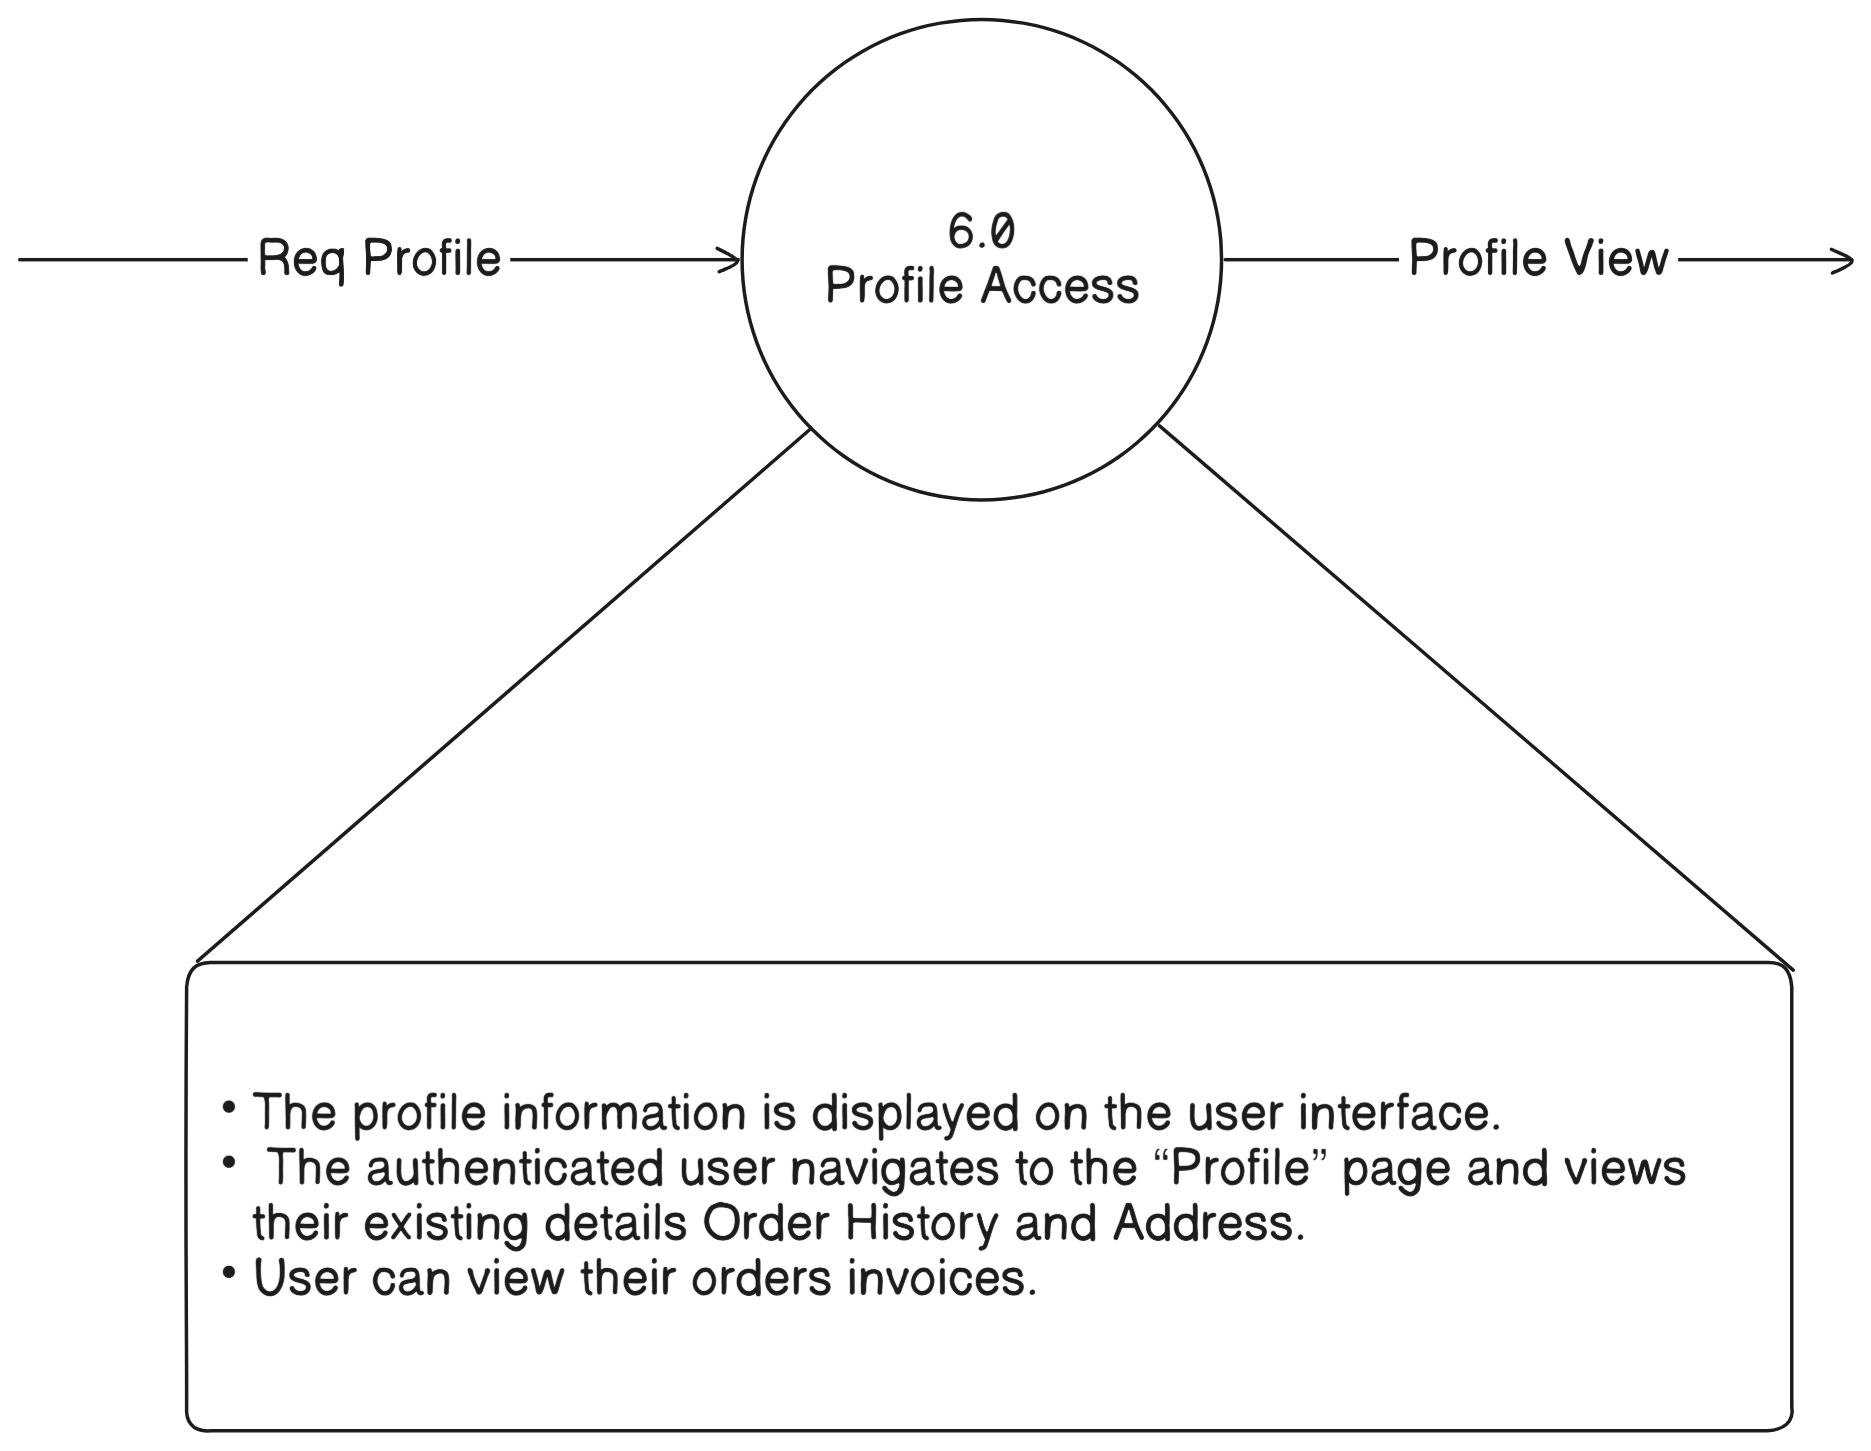 Req Profile
6.0
Profile Access
Profile View
• The profile information is displayed on the user interface.
• The authenticated user navigates to the “Profile” page and views
their existing details Order History and Address.
• User can view their orders invoices.